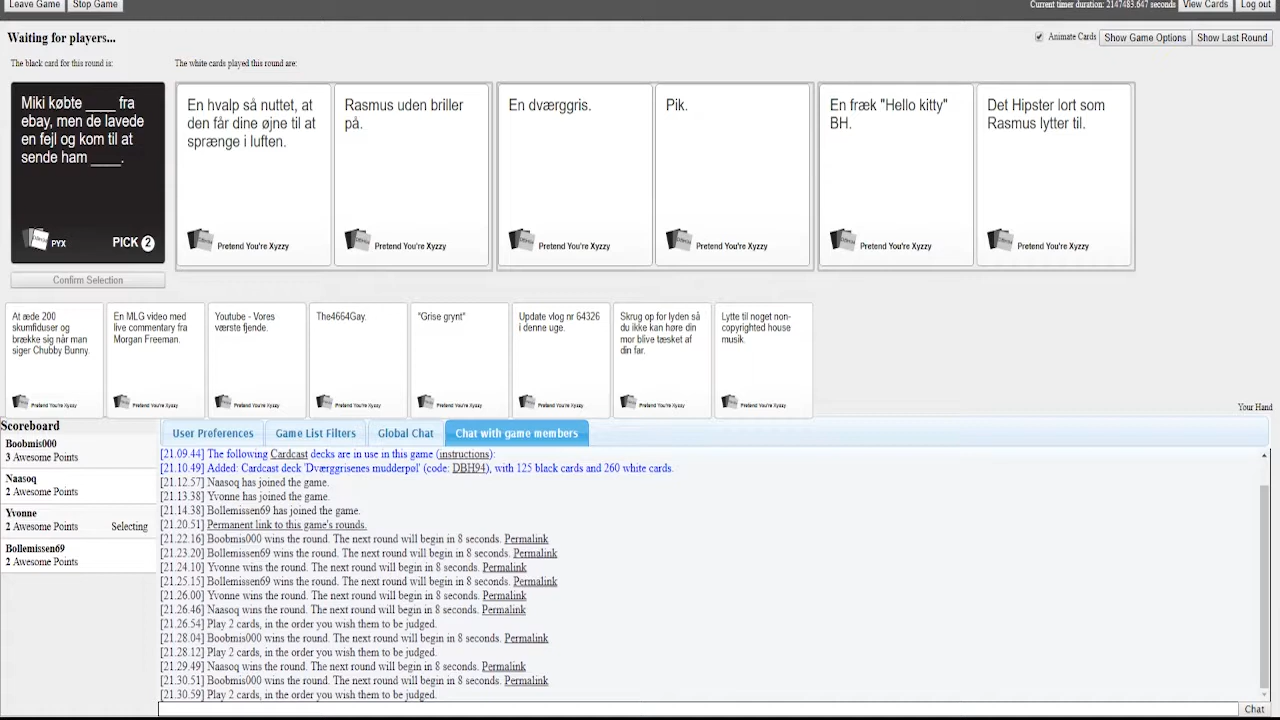 Leave Game Stop Game
Current timer duration: 2147483.647 seconds View Cards Log out
Waiting for players...
Animate Cards Show Game Options Show Last Round
The black card for this round is:
The white cards played this round are:
Miki købte ____ fra
ebay, men de lavede
en fejl og kom til at
sende ham ____.
PYX PICK 2
En hvalp så nuttet, at
den får dine øjne til at
sprænge i luften.
Pretend You're Xyzzy
Rasmus uden briller
på.
Pretend You're Xyzzy
En dværggris.
Pretend You're Xyzzy
Pik.
Pretend You're Xyzzy
En fræk "Hello kitty"
BH.
Pretend You're Xyzzy
Det Hipster lort som
Rasmus lytter til.
Pretend You're Xyzzy
Confirm Selection
At æde 200
skumfiduser og
brække sig når man
siger Chubby Bunny.
Pretend You're Xyzzy
En MLG video med
live commentary fra
Morgan Freeman.
Pretend You're Xyzzy
Youtube - Vores
værste fjende.
Pretend You're Xyzzy
The4664Gay.
Pretend You're Xyzzy
"Grise grynt"
Pretend You're Xyzzy
Update vlog nr 64326
i denne uge.
Pretend You're Xyzzy
Skrug op for lyden så
du ikke kan høre din
mor blive tæsket af
din far.
Pretend You're Xyzzy
Lytte til noget non-
copyrighted house
musik.
Pretend You're Xyzzy
Your Hand
Scoreboard
Boobmis000
3 Awesome Points
Naasoq
2 Awesome Points
Yvonne
2 Awesome Points Selecting
Bollemissen69
2 Awesome Points
User Preferences Game List Filters Global Chat Chat with game members
[21.09.44] The following Cardcast decks are in use in this game (instructions):
[21.10.49] Added: Cardcast deck 'Dværggrisenes mudderpol' (code: DBH94), with 125 black cards and 260 white cards.
[21.12.57] Naasoq has joined the game.
[21.13.38] Yvonne has joined the game.
[21.14.38] Bollemissen69 has joined the game.
[21.20.51] Permanent link to this game's rounds.
[21.22.16] Boobmis000 wins the round. The next round will begin in 8 seconds. Permalink
[21.23.20] Bollemissen69 wins the round. The next round will begin in 8 seconds. Permalink
[21.24.10] Yvonne wins the round. The next round will begin in 8 seconds. Permalink
[21.25.15] Bollemissen69 wins the round. The next round will begin in 8 seconds. Permalink
[21.26.00] Yvonne wins the round. The next round will begin in 8 seconds. Permalink
[21.26.46] Naasoq wins the round. The next round will begin in 8 seconds. Permalink
[21.26.54] Play 2 cards, in the order you wish them to be judged.
[21.28.04] Boobmis000 wins the round. The next round will begin in 8 seconds. Permalink
[21.28.12] Play 2 cards, in the order you wish them to be judged.
[21.29.49] Naasoq wins the round. The next round will begin in 8 seconds. Permalink
[21.30.51] Boobmis000 wins the round. The next round will begin in 8 seconds. Permalink
[21.30.59] Play 2 cards, in the order you wish them to be judged.
Chat